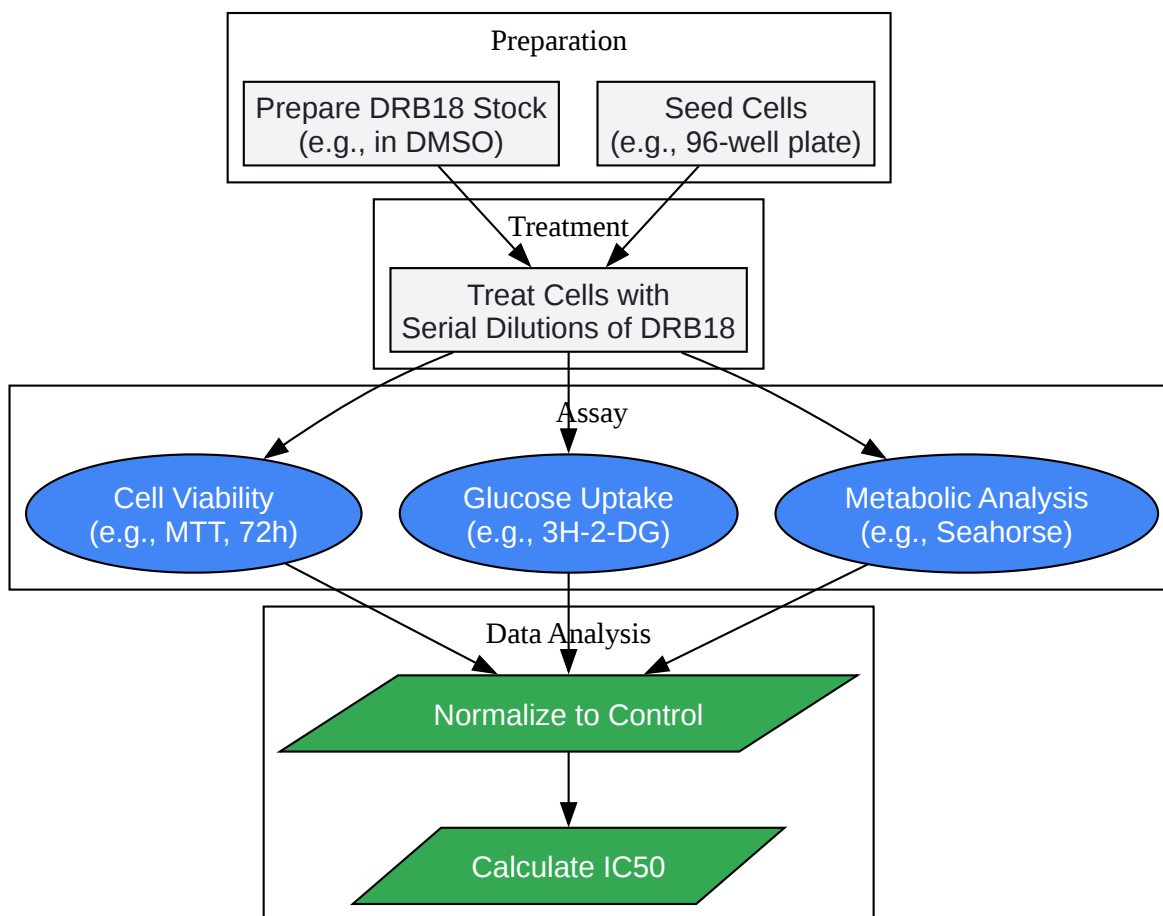 Preparation
Prepare DRB18 Stock
(e.g., in DMSO)
Seed Cells
(e.g., 96-well plate)
Treatment
Treat Cells with
Serial Dilutions of DRB18
Assay
Cell Viability
(e.g., MTT, 72h)
Glucose Uptake
(e.g., 3H-2-DG)
Metabolic Analysis
(e.g., Seahorse)
Data Analysis
Normalize to Control
Calculate IC50